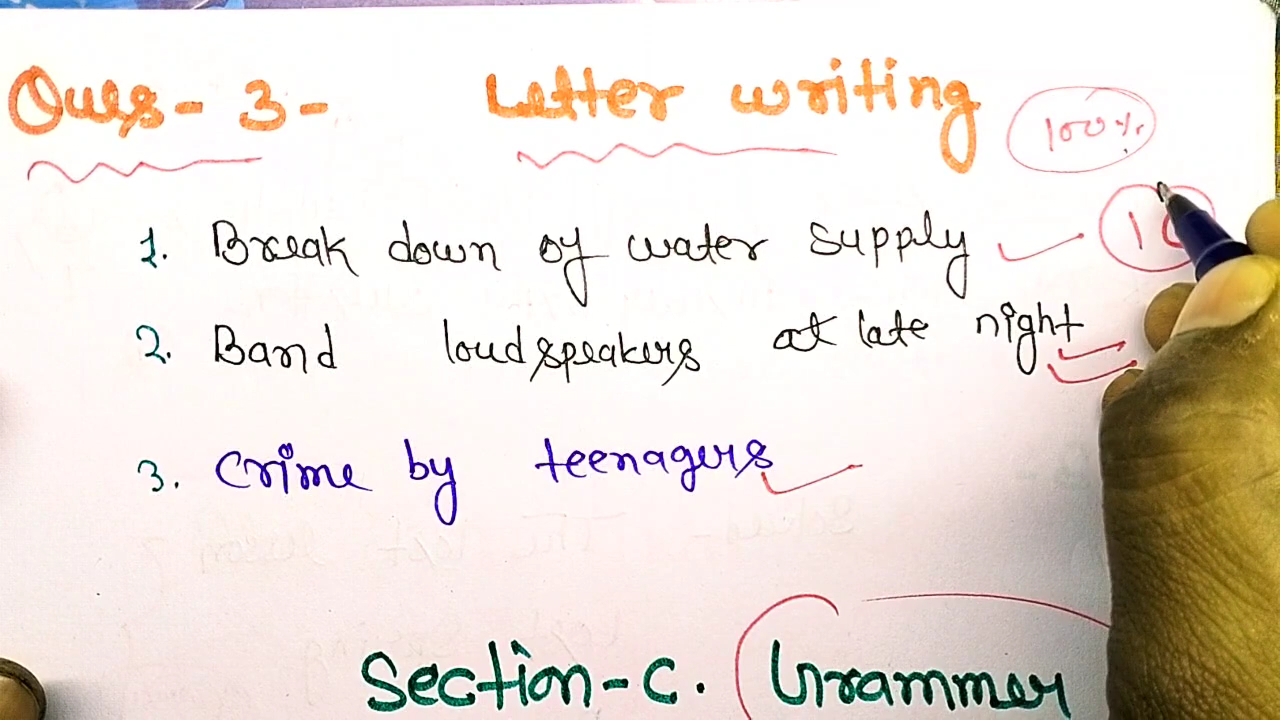 Ques- 3- Letter writing 100%
1. Break down of water supply
2. Band loudspeakers at late night
3. Crime by teenagers
Section-C. Grammer